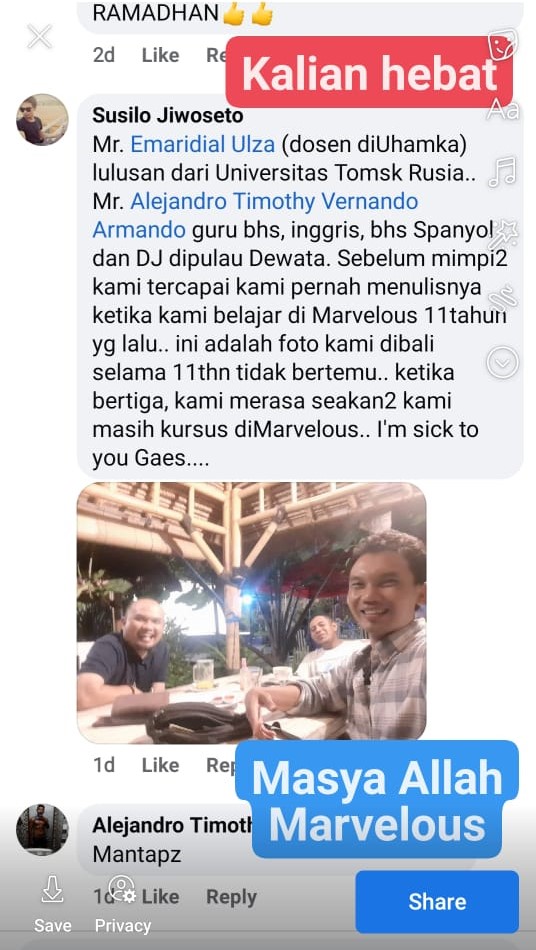 RAMADHAN👍👍
2d Like
Kalian hebat
Aa
Susilo Jiwoseto
Mr. Emaridial Ulza (dosen diUhamka)
lulusan dari Universitas Tomsk Rusia..
Mr. Alejandro Timothy Vernando
Armando guru bhs, inggris, bhs Spanyol
dan DJ dipulau Dewata. Sebelum mimpi2
kami tercapai kami pernah menulisnya
ketika kami belajar di Marvelous 11tahun
yg lalu.. ini adalah foto kami dibali
selama 11thn tidak bertemu.. ketika
bertiga, kami merasa seakan2 kami
masih kursus diMarvelous.. I'm sick to
you Gaes....
1d Like
Masya Allah
Marvelous
Alejandro
Mantapz
Like Reply
Save Privacy
Share